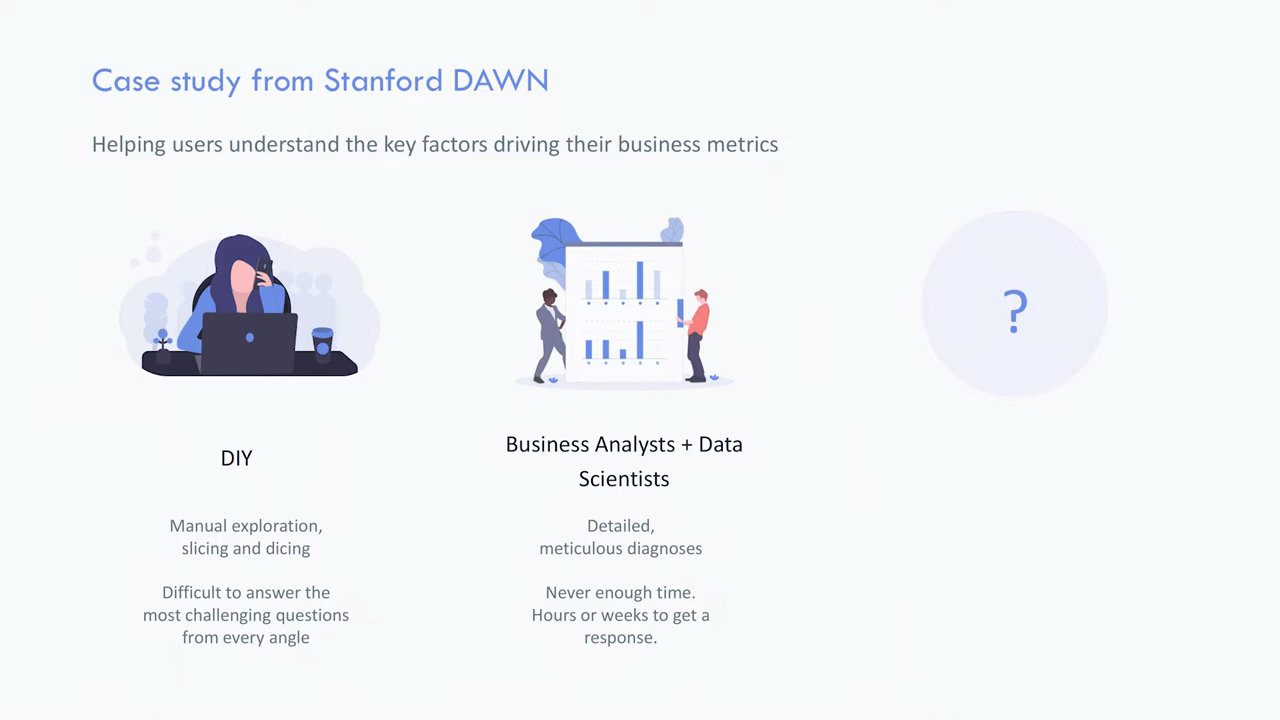 Case study from Stanford DAWN
Helping users understand the key factors driving their business metrics
?
DIY
Business Analysts + Data
Scientists
Manual exploration,
slicing and dicing
Difficult to answer the
most challenging questions
from every angle
Detailed,
meticulous diagnoses
Never enough time.
Hours or weeks to get a
response.